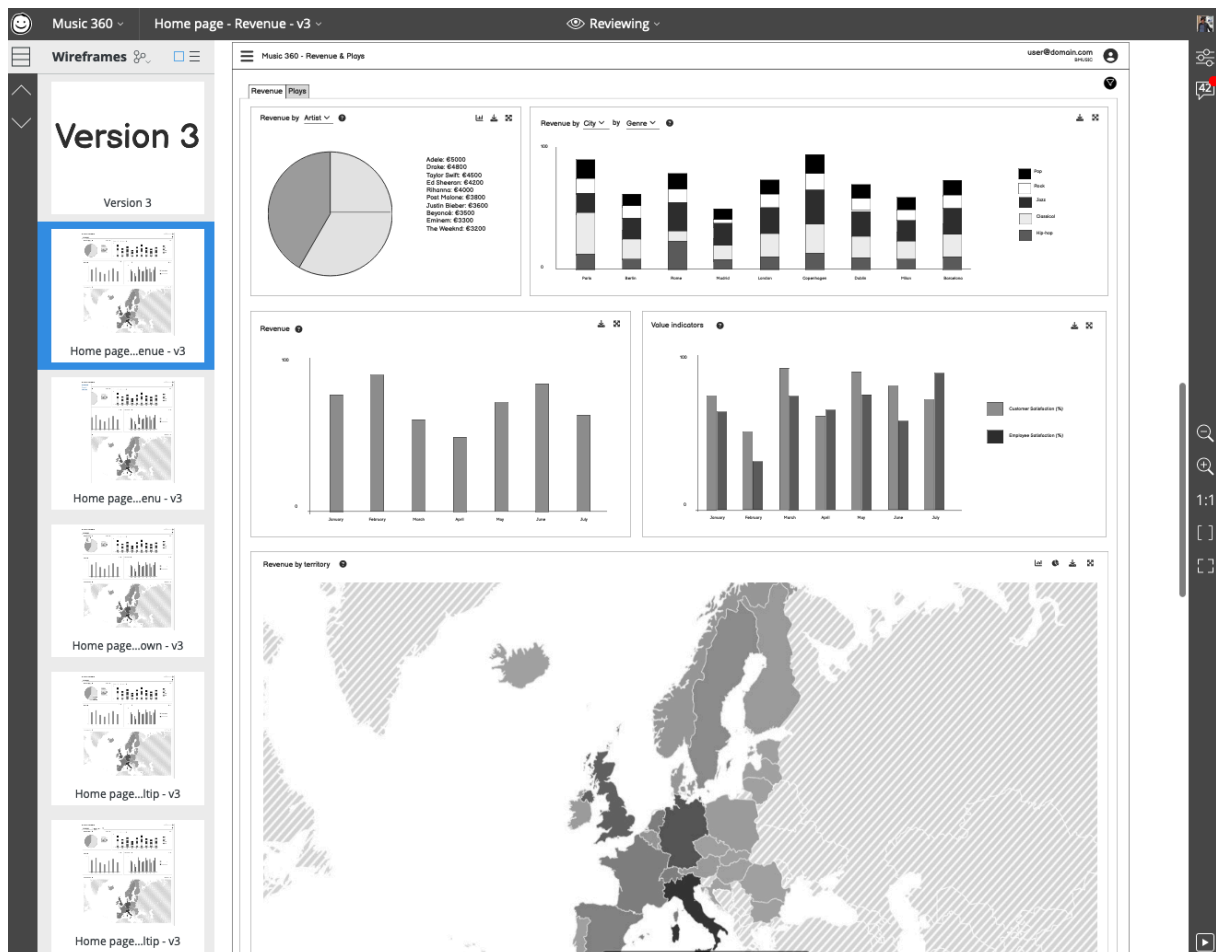 Music 360
Home page - Revenue - v3
Reviewing
Wireframes
42
Version 3
Version 3
Home page...enue - v3
Home page...enu - v3
Home page...own - v3
Home page...ltip - v3
Home page...ltip - v3
Music 360 - Revenue & Plays
user@domain.com
BMUSIC
Revenue Plays
Revenue by Artist
Adele: €5000
Drake: €4800
Taylor Swift: €4500
Ed Sheeran: €4200
Rihanna: €4000
Post Malone: €3800
Justin Bieber: €3600
Beyoncé: €3500
Eminem: €3300
The Weeknd: €3200
Revenue by City by Genre
100
0
Paris Berlin Rome Madrid London Copenhagen Dublin Milan Barcelona
Pop
Rock
Jazz
Classical
Hip hop
Revenue
100
0
January February March April May June July
Value indicators
100
0
January February March April May June July
Customer Satisfaction (%)
Employee Satisfaction (%)
Revenue by territory
1:1